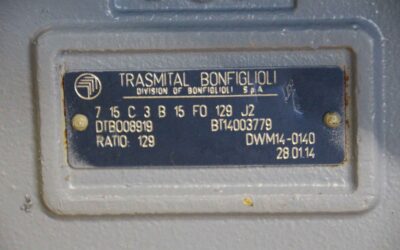 TRASMITAL BONFIGLIOLI
DIVISION OF BONFIGLIOLI S.p.A.
7 15 C 3 B 15 FO 129 J2
DTB008919 BT14003779
RATIO: 129 DWM14-0140
28.01.14